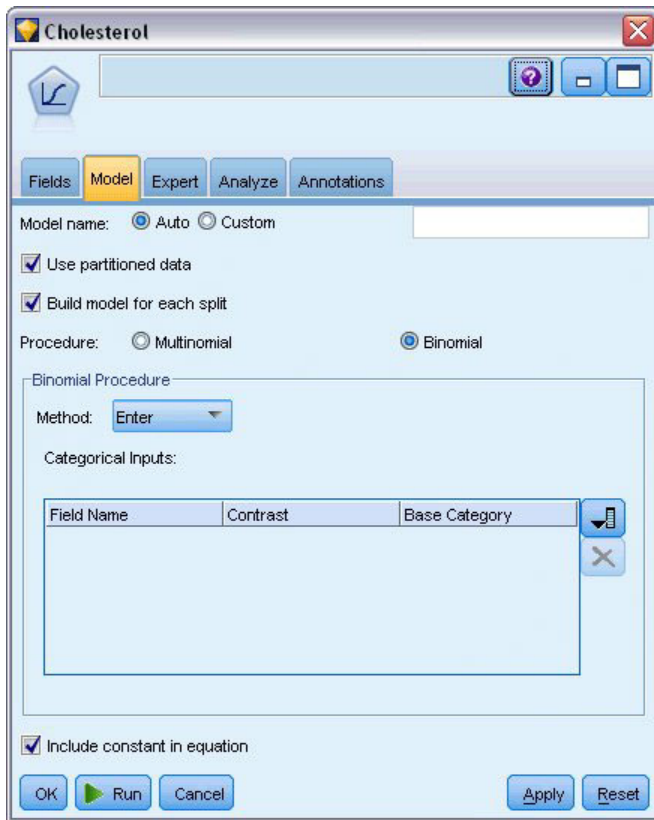 Cholesterol
?
Fields Model Expert Analyze Annotations
Model name: Auto Custom
Use partitioned data
Build model for each split
Procedure: Multinomial Binomial
Binomial Procedure
Method: Enter
Categorical Inputs:
Field Name Contrast Base Category
Include constant in equation
OK Run Cancel Apply Reset